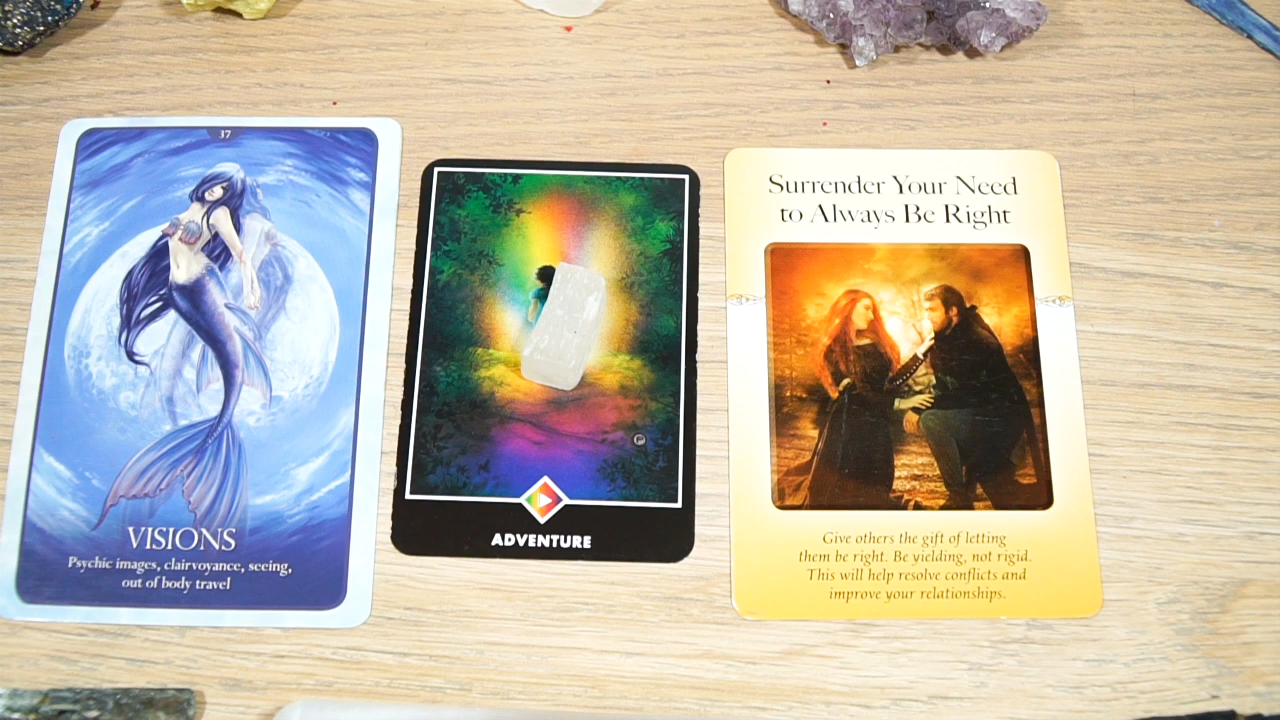 37
VISIONS
Psychic images, clairvoyance, seeing,
out of body travel
ADVENTURE
Surrender Your Need
to Always Be Right
Give others the gift of letting
them be right. Be yielding, not rigid.
This will help resolve conflicts and
improve your relationships.